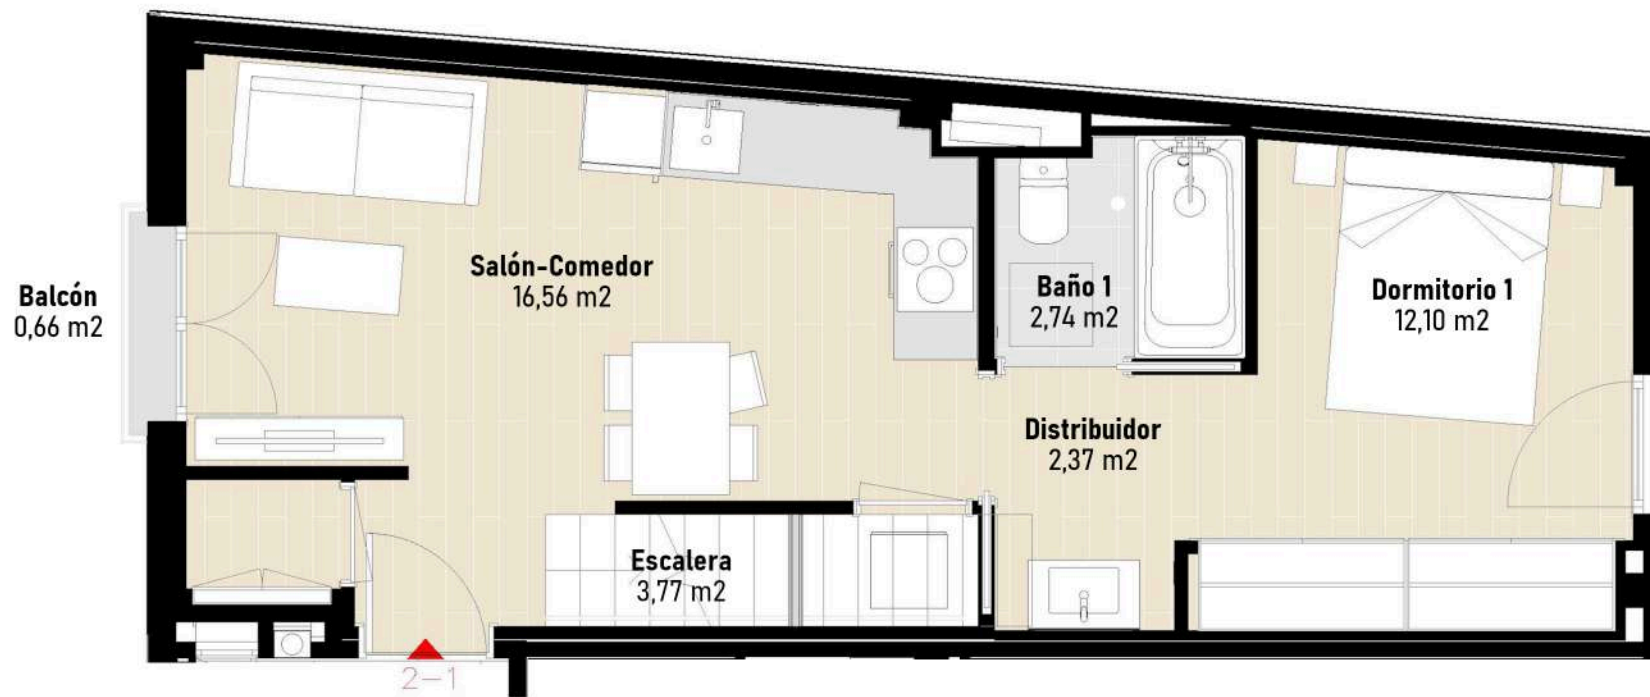 Salón-Comedor
16,56 m2
Balcón
0,66 m2
Baño 1
2,74 m2
Dormitorio 1
12,10 m2
Distribuidor
2,37 m2
Escalera
3,77 m2
2-1